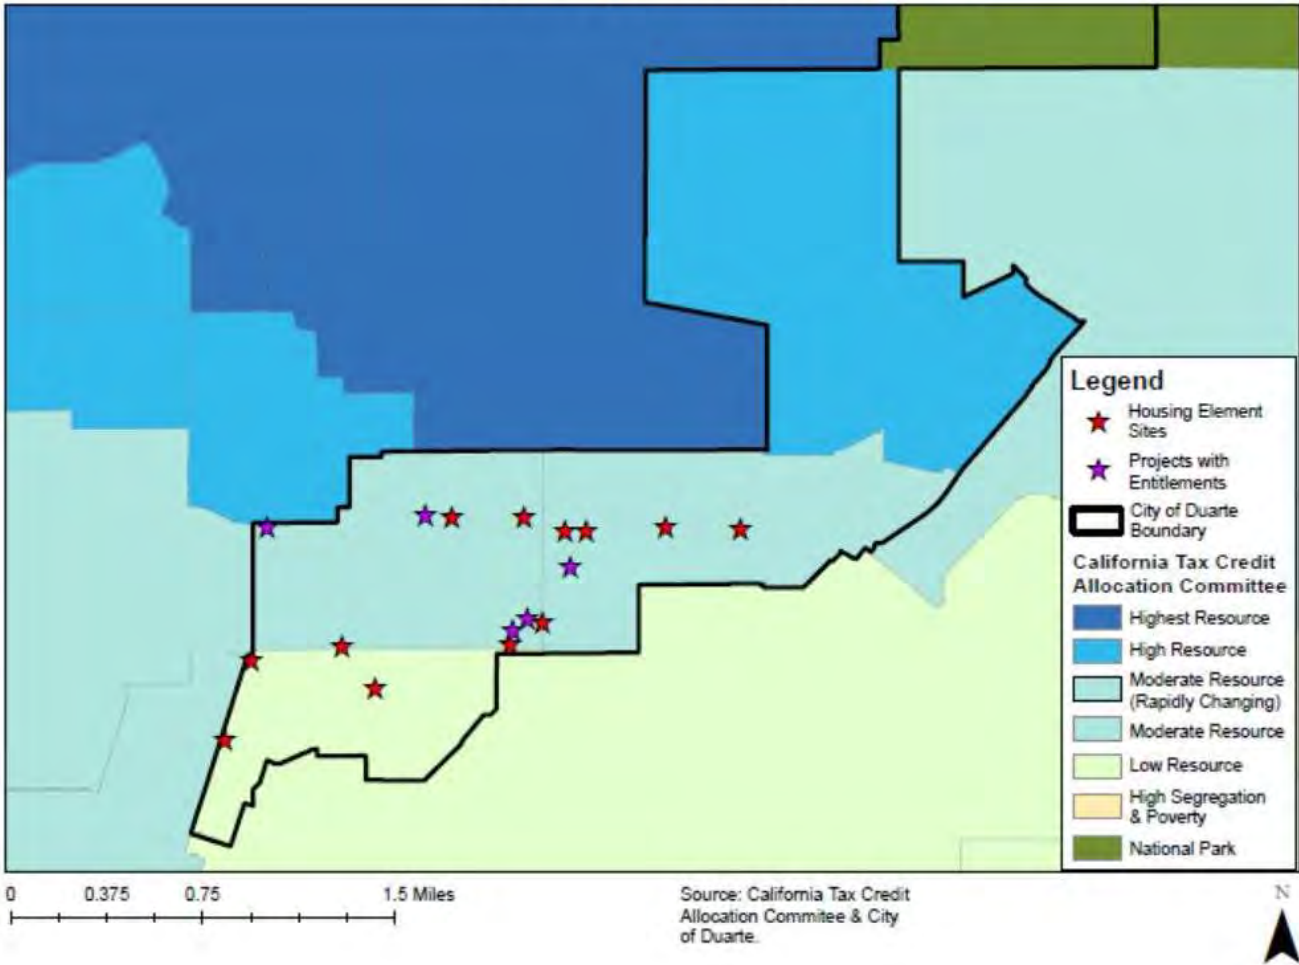 Legend
Housing Element
Sites
Projects with
Entitlements
City of Duarte
Boundary
California Tax Credit
Allocation Committee
Highest Resource
High Resource
Moderate Resource
(Rapidly Changing)
Moderate Resource
Low Resource
High Segregation
& Poverty
National Park
0 0.375 0.75 1.5 Miles
Source: California Tax Credit
Allocation Commitee & City
of Duarte.
N